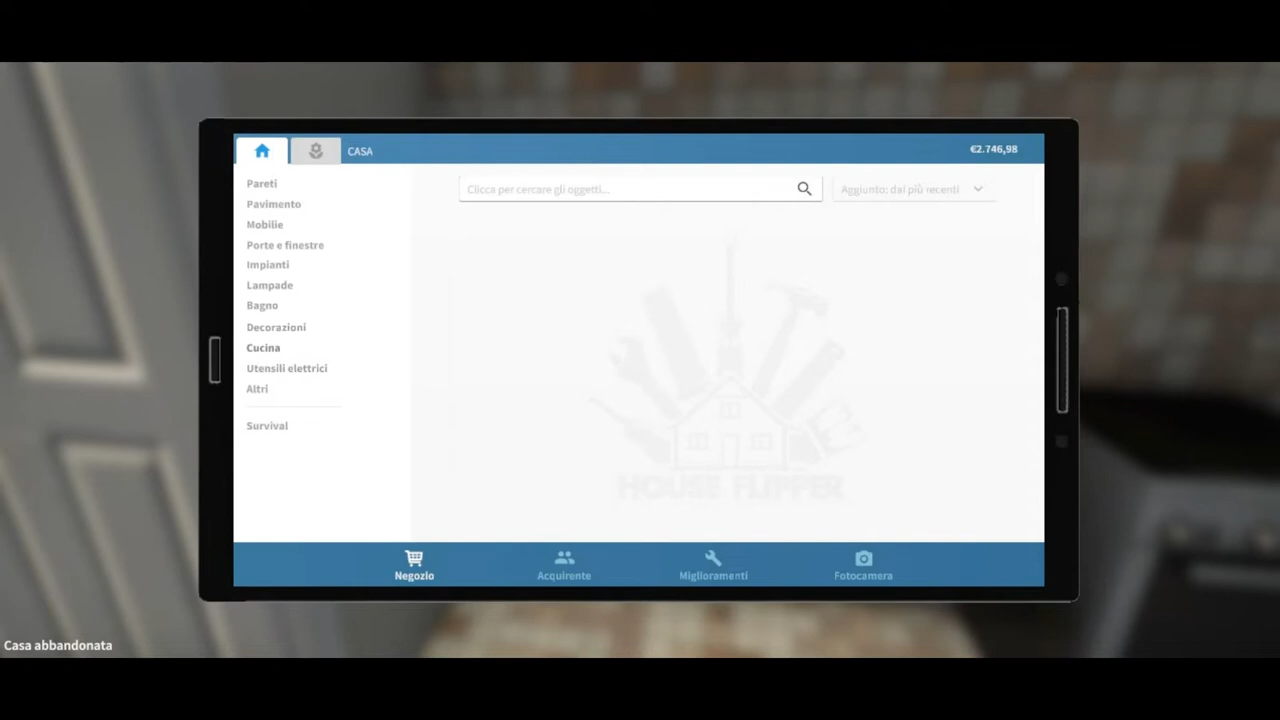 CASA
€2.746,98
Pareti
Pavimento
Mobilie
Porte e finestre
Impianti
Lampade
Bagno
Decorazioni
Cucina
Utensili elettrici
Altri
Survival
Clicca per cercare gli oggetti...
Aggiunto: dai più recenti
HOUSE FLIPPER
Negozio
Acquirente
Miglioramenti
Fotocamera
Casa abbandonata